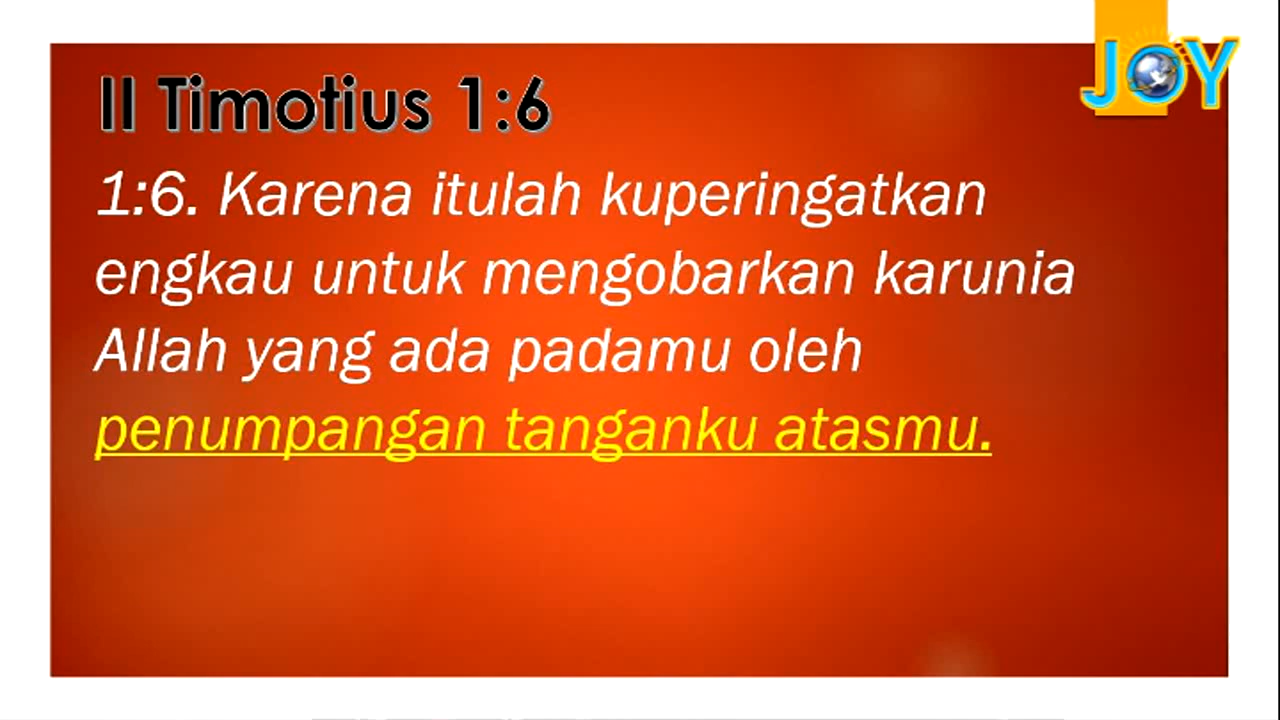 JOY
II Timotius 1:6
1:6. Karena itulah kuperingatkan
engkau untuk mengobarkan karunia
Allah yang ada padamu oleh
penumpangan tanganku atasmu.